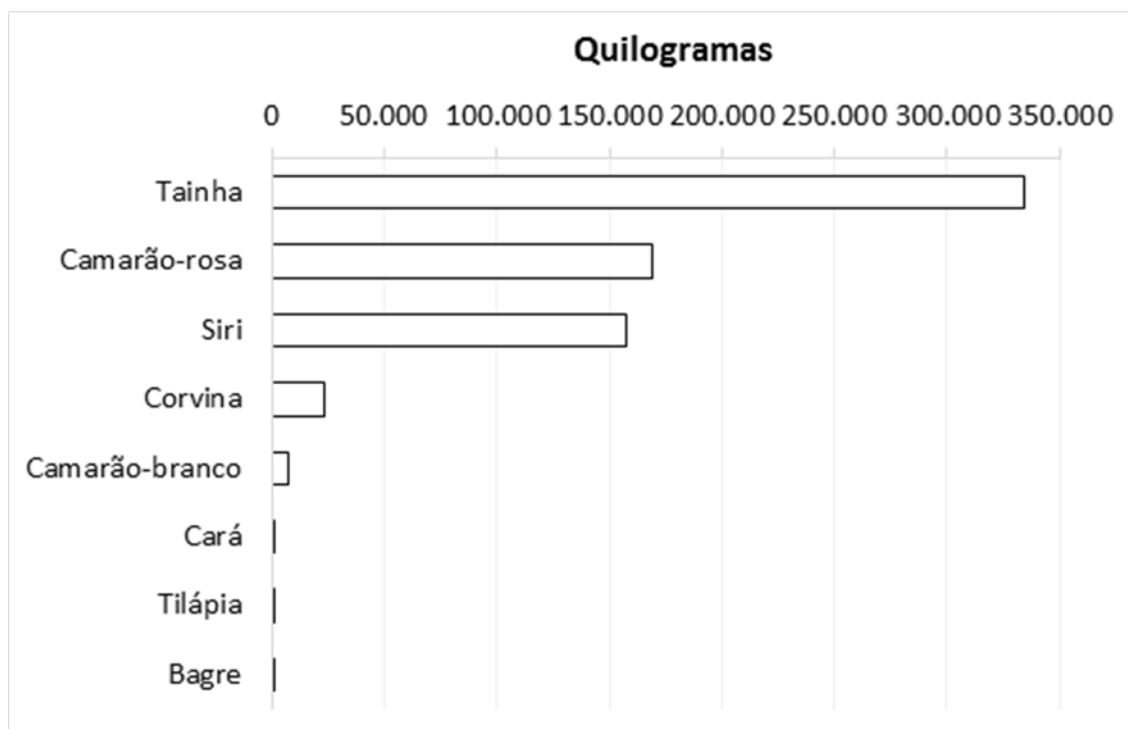 Quilogramas
0 50.000 100.000 150.000 200.000 250.000 300.000 350.000
Tainha
Camarão-rosa
Siri
Corvina
Camarão-branco
Cará
Tilápia
Bagre